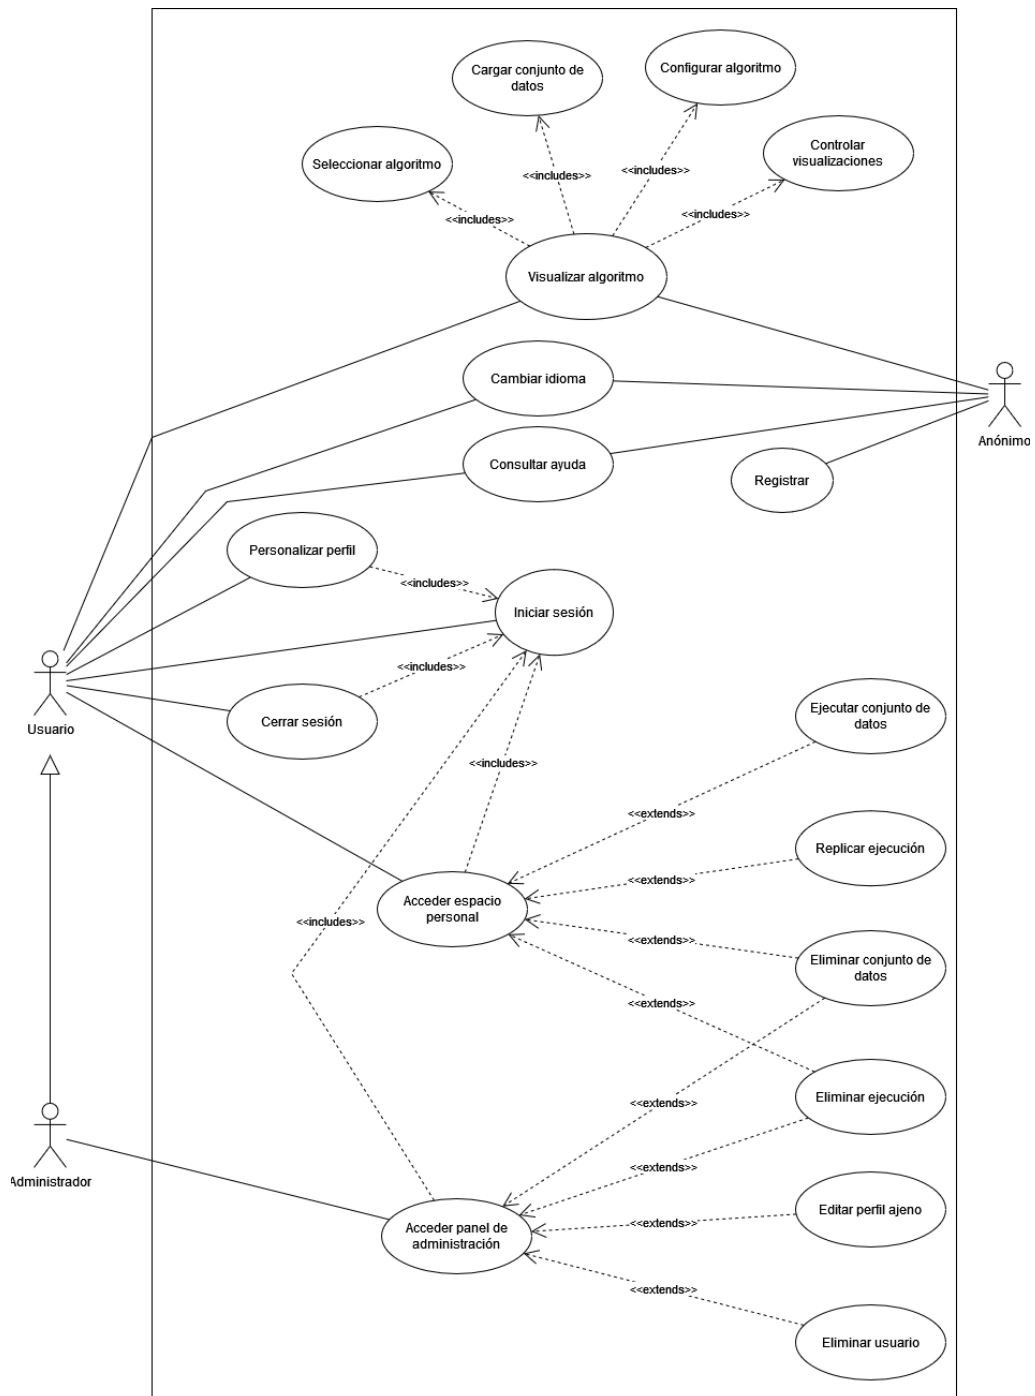 Configurar algoritmo
Cargar conjunto de
datos
Controlar
visualizaciones
Seleccionar algoritmo
<<includes>>
<<includes>>
<<includes>>
<<includes>>
Visualizar algoritmo
Cambiar idioma
Anónimo
Consultar ayuda
Registrar
Personalizar perfil
<<includes>>
Iniciar sesión
<<includes>>
Usuario
Cerrar sesión
Ejecutar conjunto de
datos
<<includes>>
<<extends>>
Replicar ejecución
<<extends>>
Acceder espacio
personal
<<includes>>
<<extends>>
Eliminar conjunto de
datos
<<extends>>
Eliminar ejecución
<<extends>>
<<extends>>
Administrador
Acceder panel de
administración
Editar perfil ajeno
<<extends>>
<<extends>>
Eliminar usuario